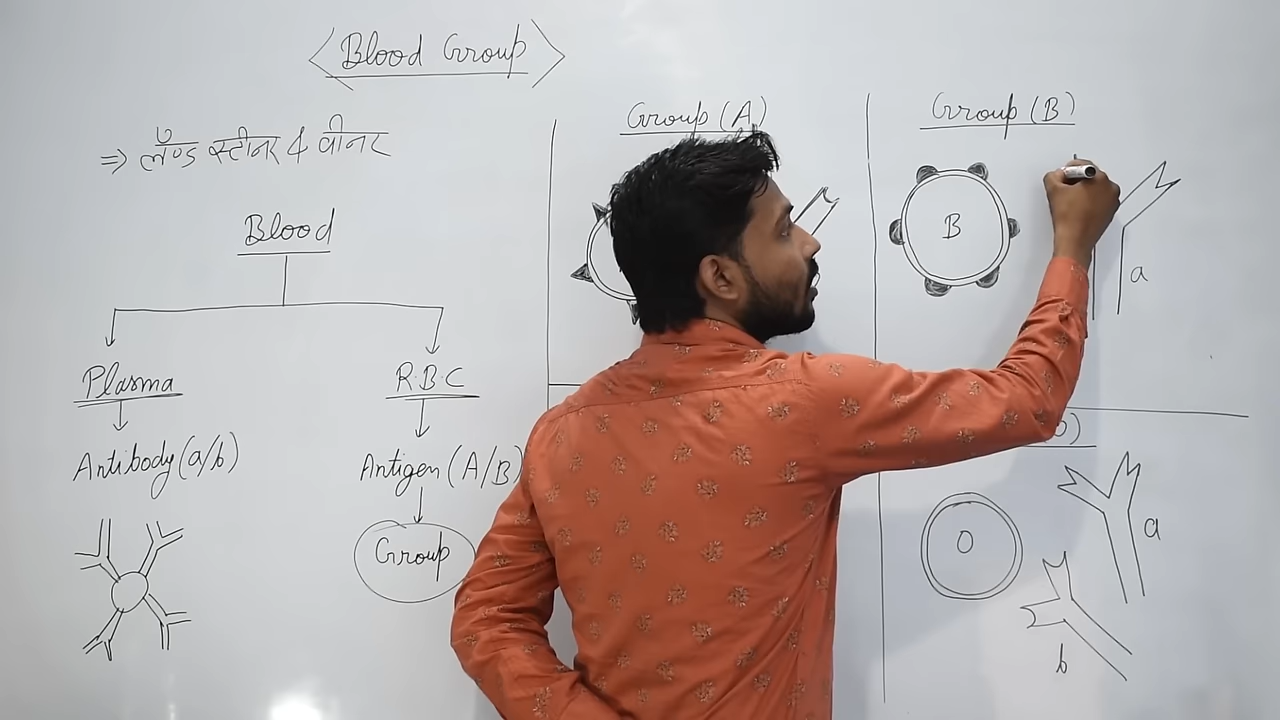 Blood Group
⇒ लैण्ड स्टीनर & वीनर
Blood
Plasma
R.B.C
Antibody (a/b)
Antigen (A/B)
Group
Group (A)
Group (B)
B
a
O
a
b